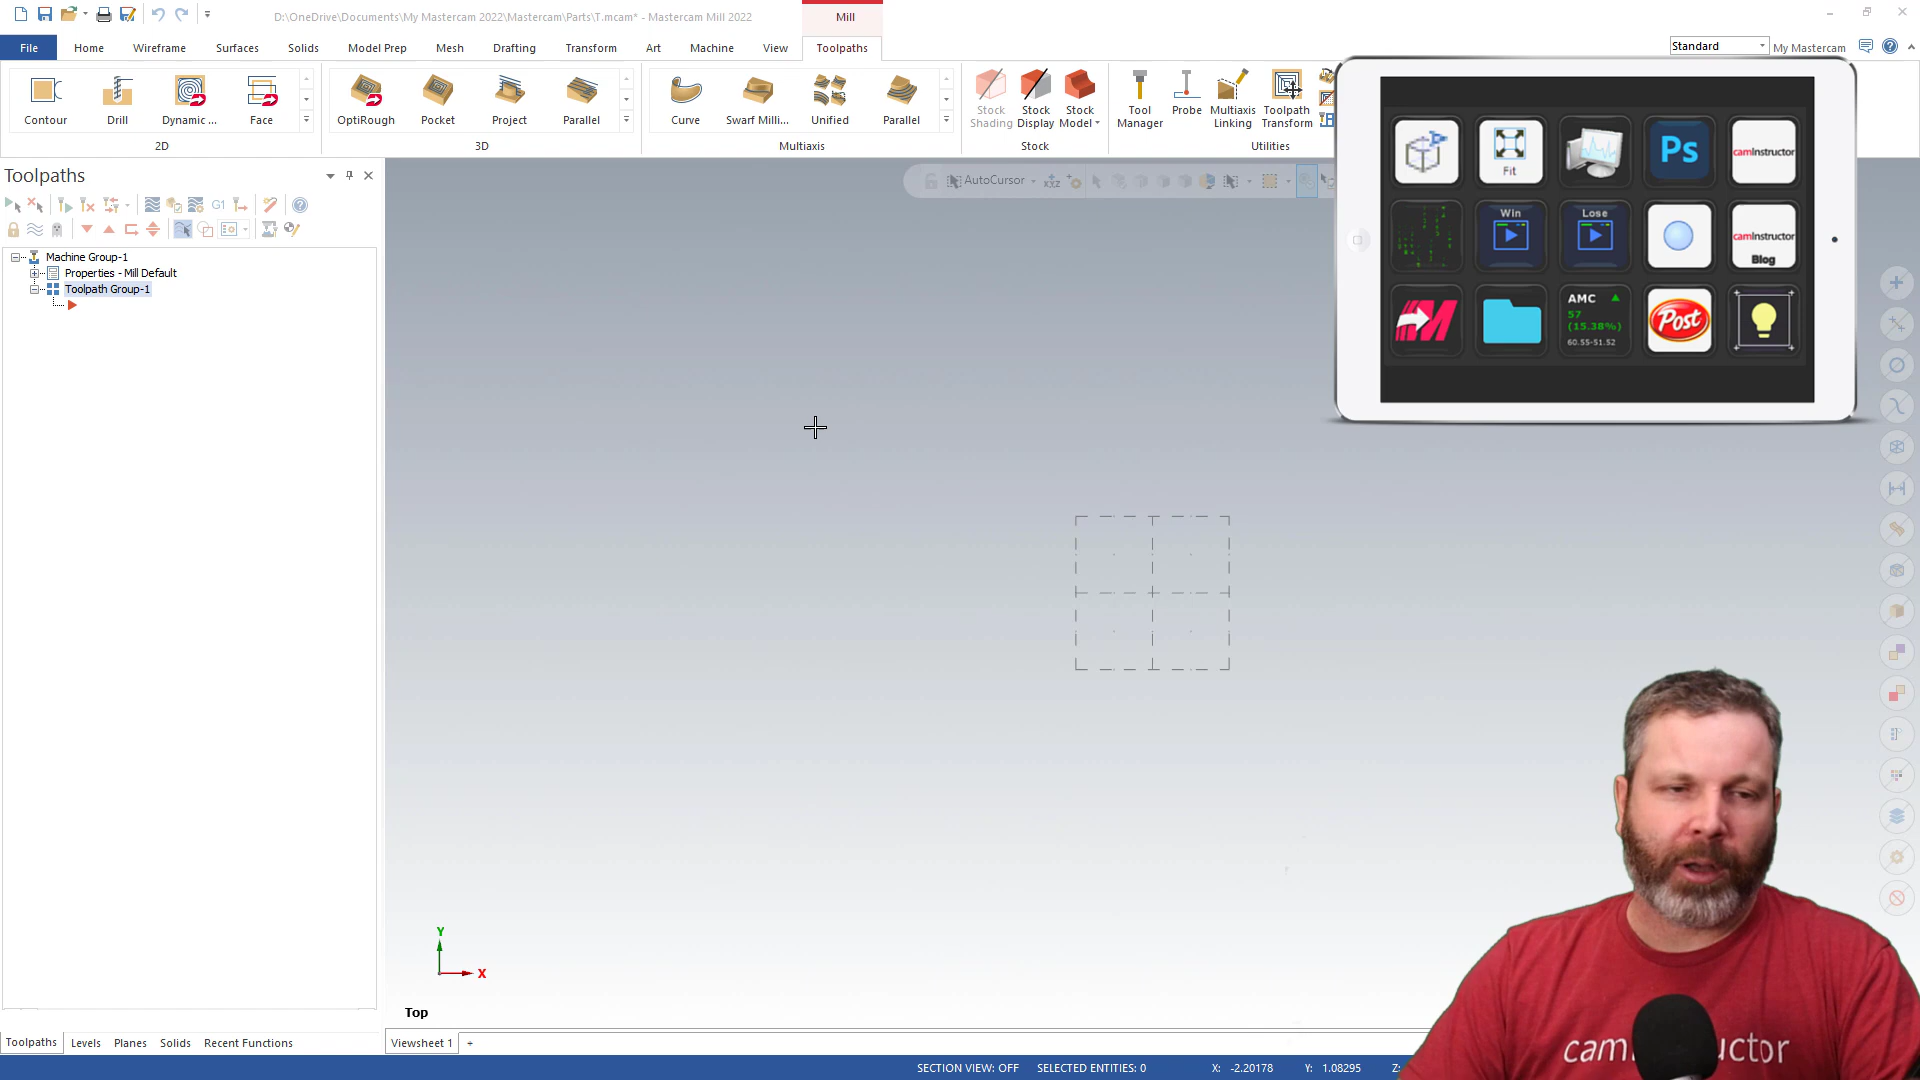 D:\OneDrive\Documents\My Mastercam 2022\Mastercam\Parts\T.mcam* - Mastercam Mill 2022
Mill
File
Home
Wireframe
Surfaces
Solids
Model Prep
Mesh
Drafting
Transform
Art
Machine
View
Toolpaths
Standard
My Mastercam
Contour
Drill
Dynamic ...
Face
OptiRough
Pocket
Project
Parallel
Curve
Swarf Milli...
Unified
Parallel
Stock Shading
Stock Display
Stock Model
Tool Manager
Probe
Multiaxis Linking
Toolpath Transform
2D
3D
Multiaxis
Stock
Utilities
Toolpaths
AutoCursor
G1
Machine Group-1
Properties - Mill Default
Toolpath Group-1
Fit
Ps
camInstructor
Win
Lose
camInstructor
Blog
AMC
57
(15.38%)
60.55-51.52
Post
Y
X
Top
Toolpaths
Levels
Planes
Solids
Recent Functions
Viewsheet 1
+
SECTION VIEW: OFF
SELECTED ENTITIES: 0
X: -2.20178
Y: 1.08295
Z:
cam
uctor